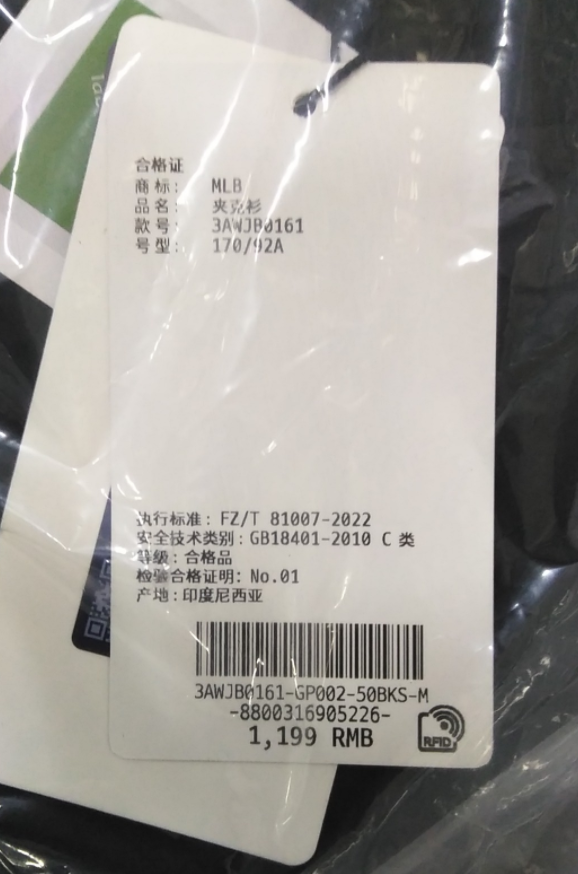 合格证
商标: MLB
品名: 夹克衫
款号: 3AWJB0161
号型: 170/92A
执行标准: FZ/T 81007-2022
安全技术类别: GB18401-2010 C 类
等级: 合格品
检验合格证明: No.01
产地: 印度尼西亚
3AWJB0161-GP002-50BKS-M
-8800316905226-
1,199 RMB
RFID